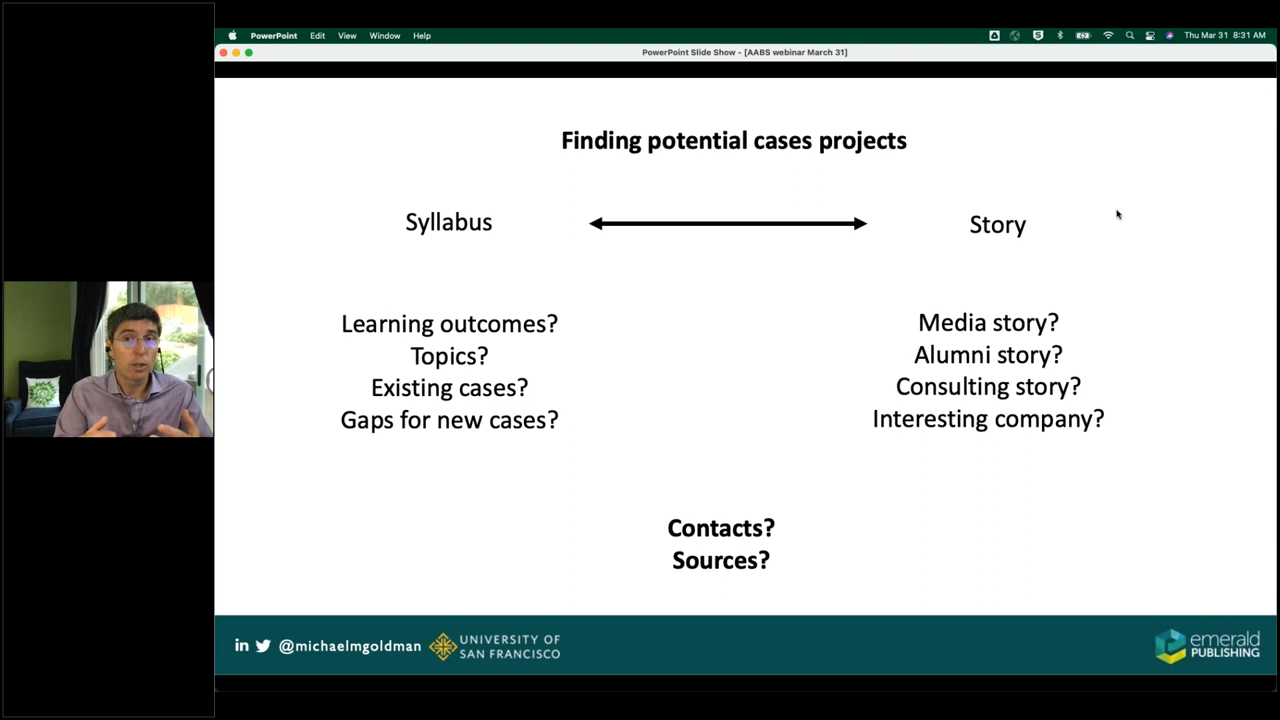 PowerPoint Edit View Window Help Thu Mar 31 8:31 AM
PowerPoint Slide Show - [AABS webinar March 31]
Finding potential cases projects
Syllabus
Story
Learning outcomes?
Topics?
Existing cases?
Gaps for new cases?
Media story?
Alumni story?
Consulting story?
Interesting company?
Contacts?
Sources?
in @michaelmgoldman
UNIVERSITY OF
SAN FRANCISCO
emerald
PUBLISHING